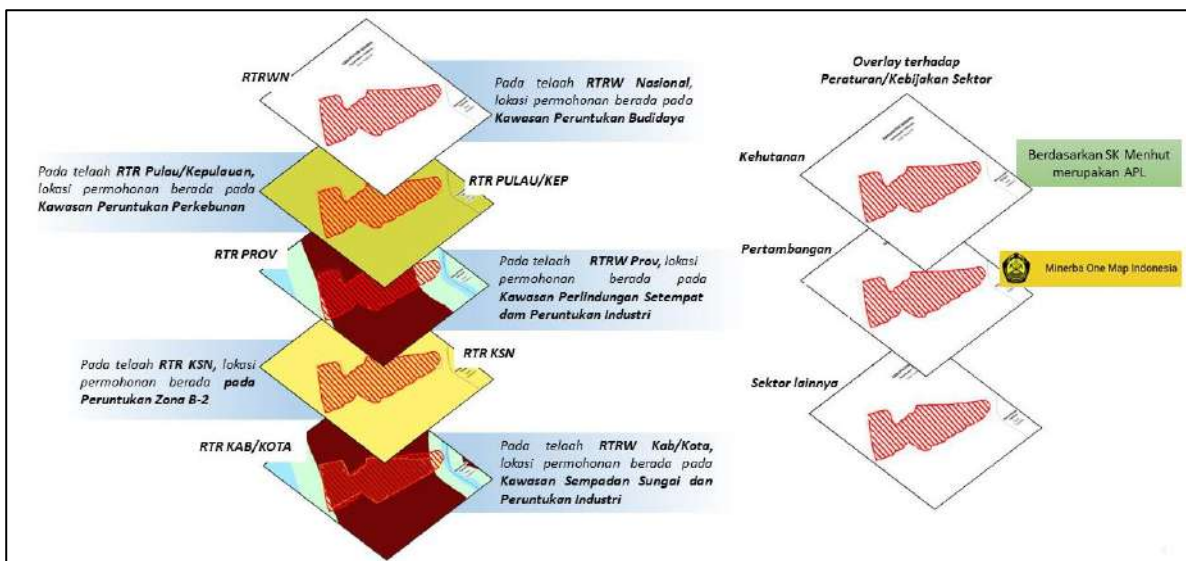 RTRWN
Pada telaah RTRW Nasional,
lokasi permohonan berada pada
Kawasan Peruntukan Budidaya
Pada telaah RTR Pulau/Kepulauan,
lokasi permohonan berada pada
Kawasan Peruntukan Perkebunan
RTR PULAU/KEP
RTR PROV
Pada telaah RTRW Prov, lokasi
permohonan berada pada
Kawasan Perlindungan Setempat
dam Peruntukan Industri
Pada telaah RTR KSN, lokasi
permohonan berada pada
Peruntukan Zona B-2
RTR KSN
RTR KAB/KOTA
Pada telaah RTRW Kab/Kota,
lokasi permohonan berada pada
Kawasan Sempadan Sungai dan
Peruntukan Industri
Overlay terhadap
Peraturan/Kebijakan Sektor
Kehutanan
Berdasarkan SK Menhut
merupakan APL
Pertambangan
Minerba One Map Indonesia
Sektor lainnya